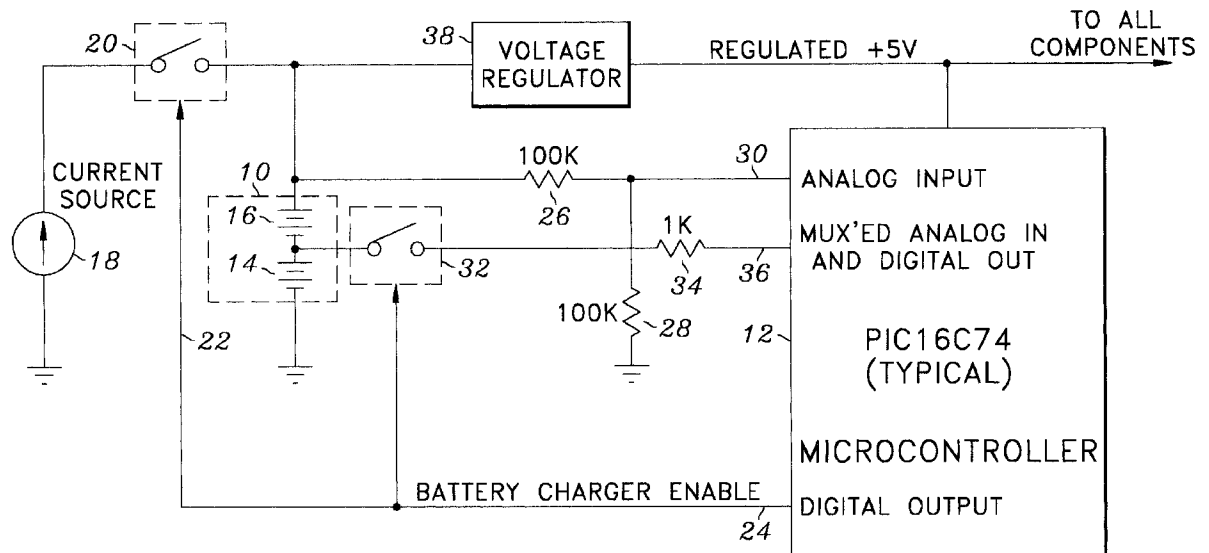 TO ALL
COMPONENTS
20
38
VOLTAGE
REGULATOR
REGULATED +5V
CURRENT
SOURCE
10
100K
30
ANALOG INPUT
16
26
1K
MUX'ED ANALOG IN
AND DIGITAL OUT
18
14
32
34
36
100K
28
12
PIC16C74
(TYPICAL)
22
MICROCONTROLLER
BATTERY CHARGER ENABLE
24
DIGITAL OUTPUT